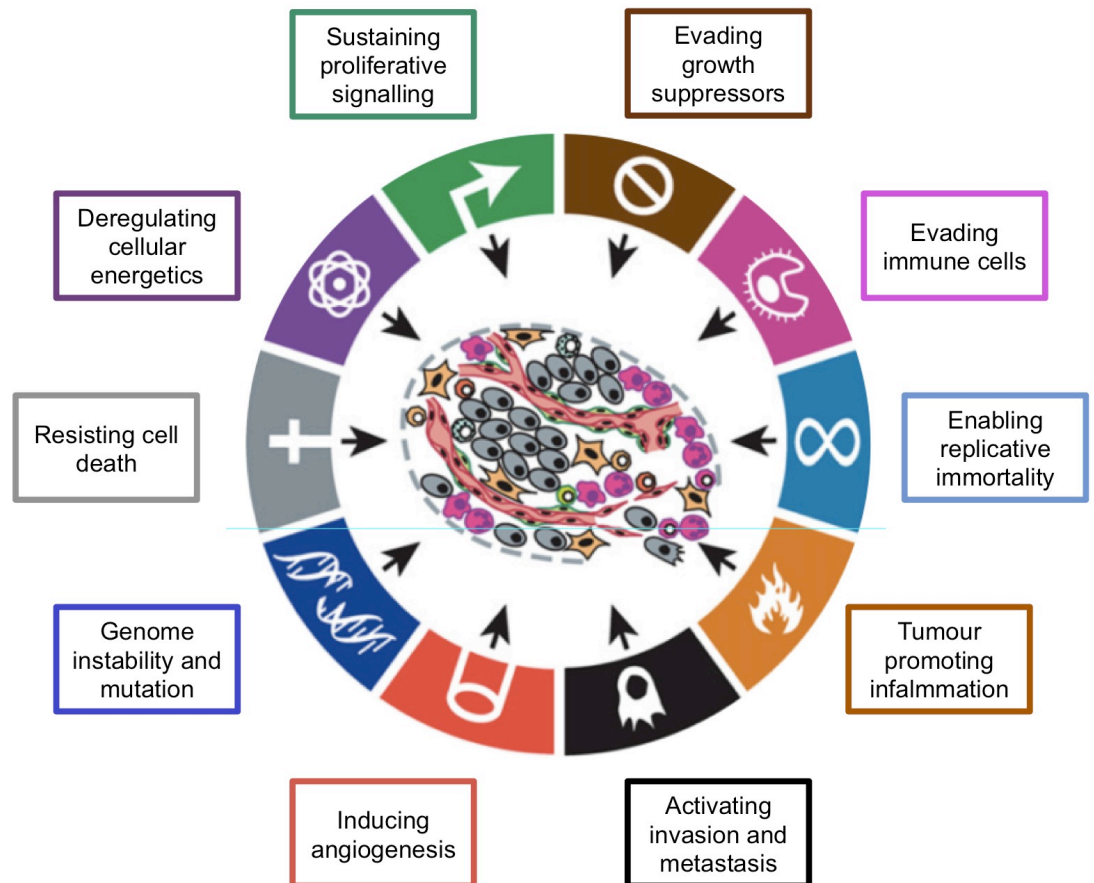 Sustaining
proliferative
signalling
Evading
growth
suppressors
Deregulating
cellular
energetics
Evading
immune cells
Resisting cell
death
Enabling
replicative
immortality
Genome
instability and
mutation
Tumour
promoting
infalmmation
Inducing
angiogenesis
Activating
invasion and
metastasis